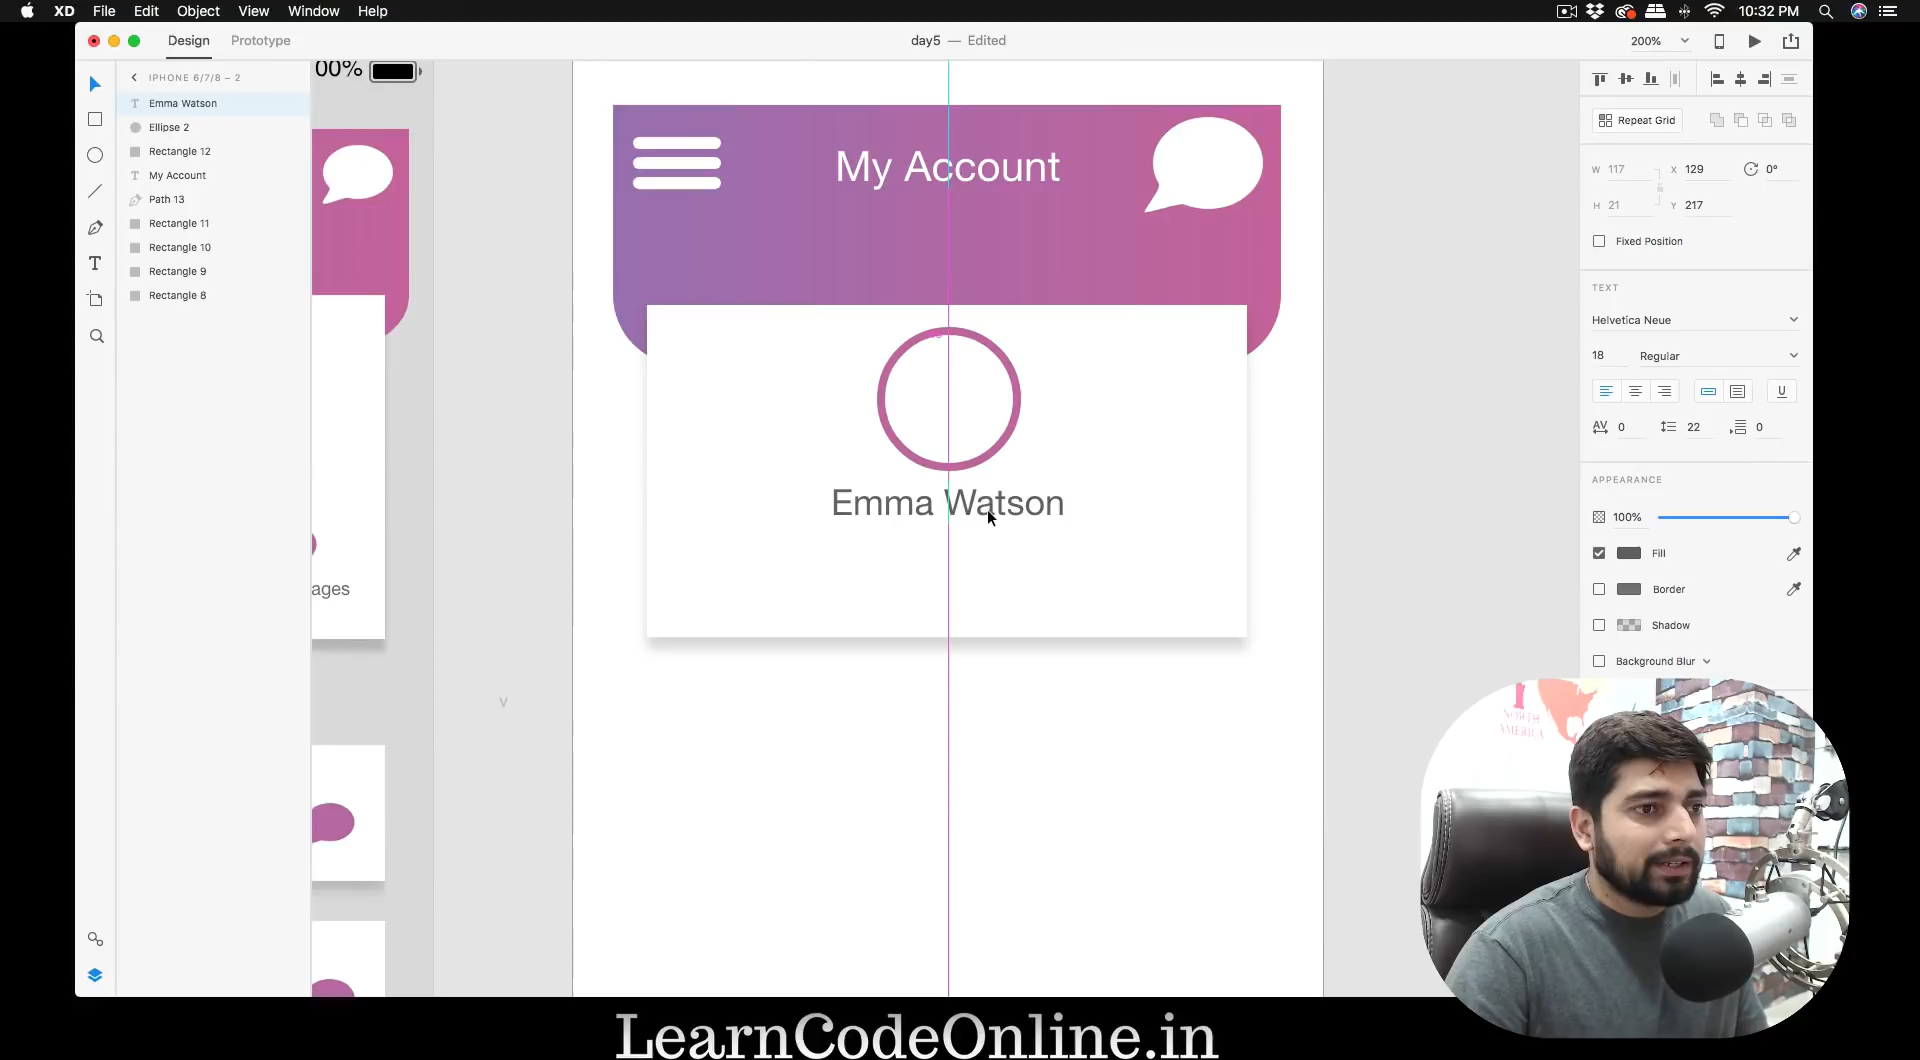 XD File Edit Object View Window Help
10:32 PM
Design Prototype
day5 — Edited
200%
IPHONE 6/7/8 – 2
00%
Emma Watson
Ellipse 2
Rectangle 12
My Account
Path 13
Rectangle 11
Rectangle 10
Rectangle 9
Rectangle 8
ages
My Account
Emma Watson
Repeat Grid
W 117 X 129 0°
H 21 Y 217
Fixed Position
TEXT
Helvetica Neue
18 Regular
U
AV 0 22 0
APPEARANCE
100%
Fill
Border
Shadow
Background Blur
NORTH
AMERICA
LearnCodeOnline.in